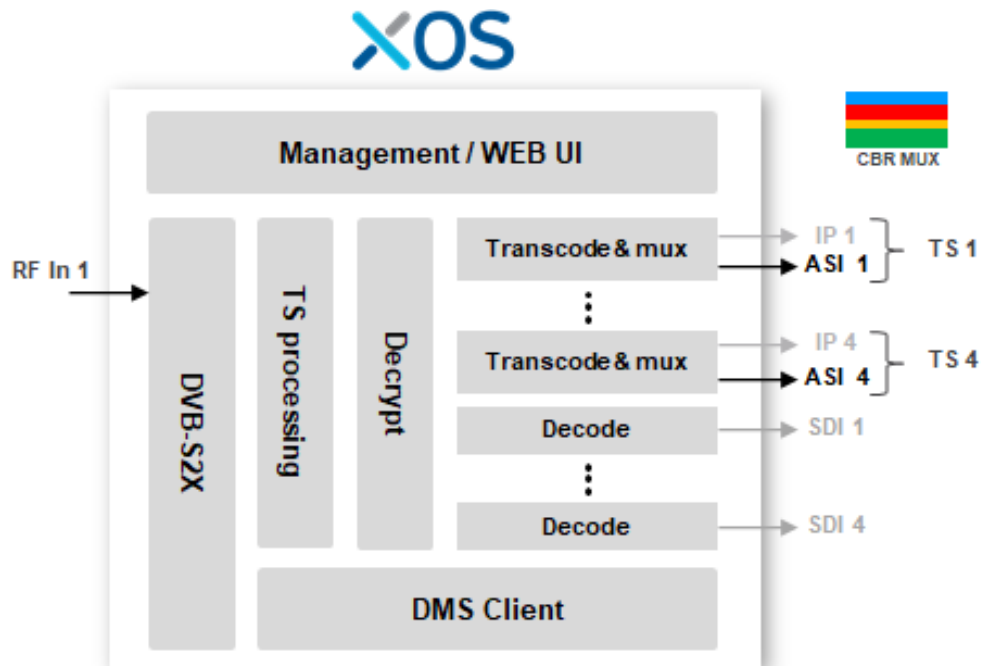 XOS
Management / WEB UI
CBR MUX
RF In 1
DVB-S2X
TS processing
Decrypt
Transcode & mux
IP 1
ASI 1
TS 1
Transcode & mux
IP 4
ASI 4
TS 4
Decode
SDI 1
Decode
SDI 4
DMS Client